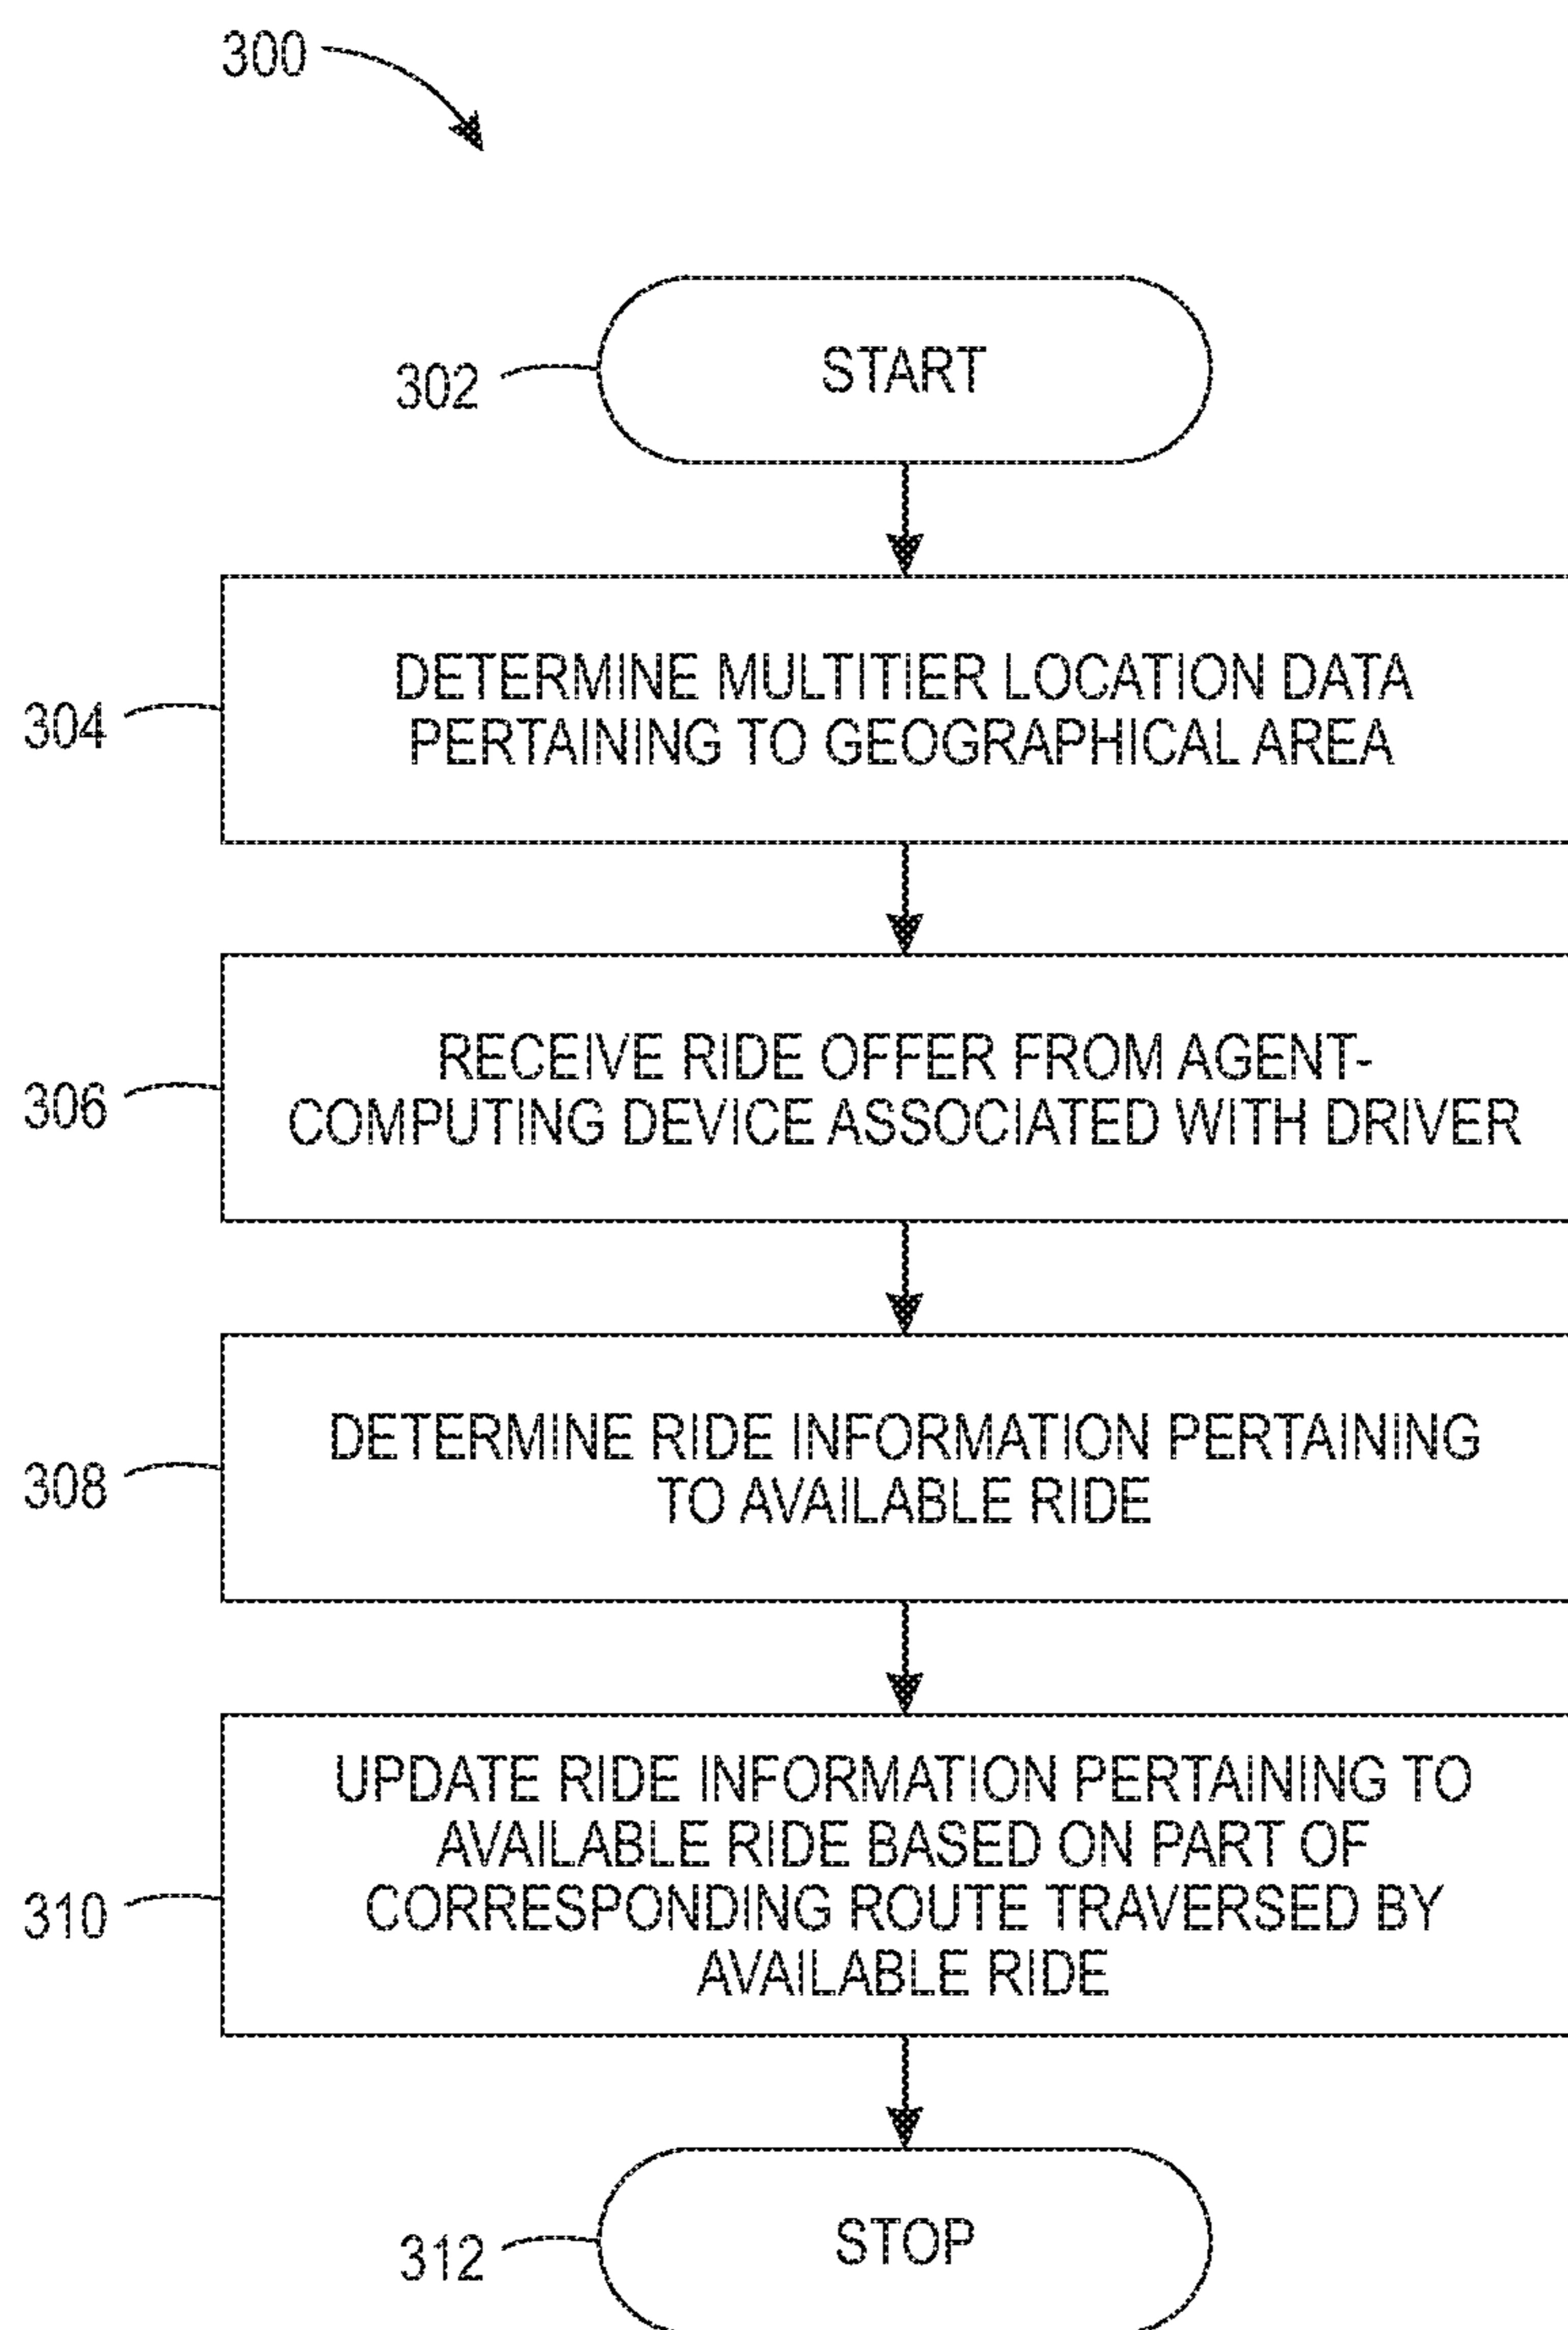 300
302
START
304
DETERMINE MULTITIER LOCATION DATA
PERTAINING TO GEOGRAPHICAL AREA
306
RECEIVE RIDE OFFER FROM AGENT-
COMPUTING DEVICE ASSOCIATED WITH DRIVER
308
DETERMINE RIDE INFORMATION PERTAINING
TO AVAILABLE RIDE
310
UPDATE RIDE INFORMATION PERTAINING TO
AVAILABLE RIDE BASED ON PART OF
CORRESPONDING ROUTE TRAVERSED BY
AVAILABLE RIDE
312
STOP